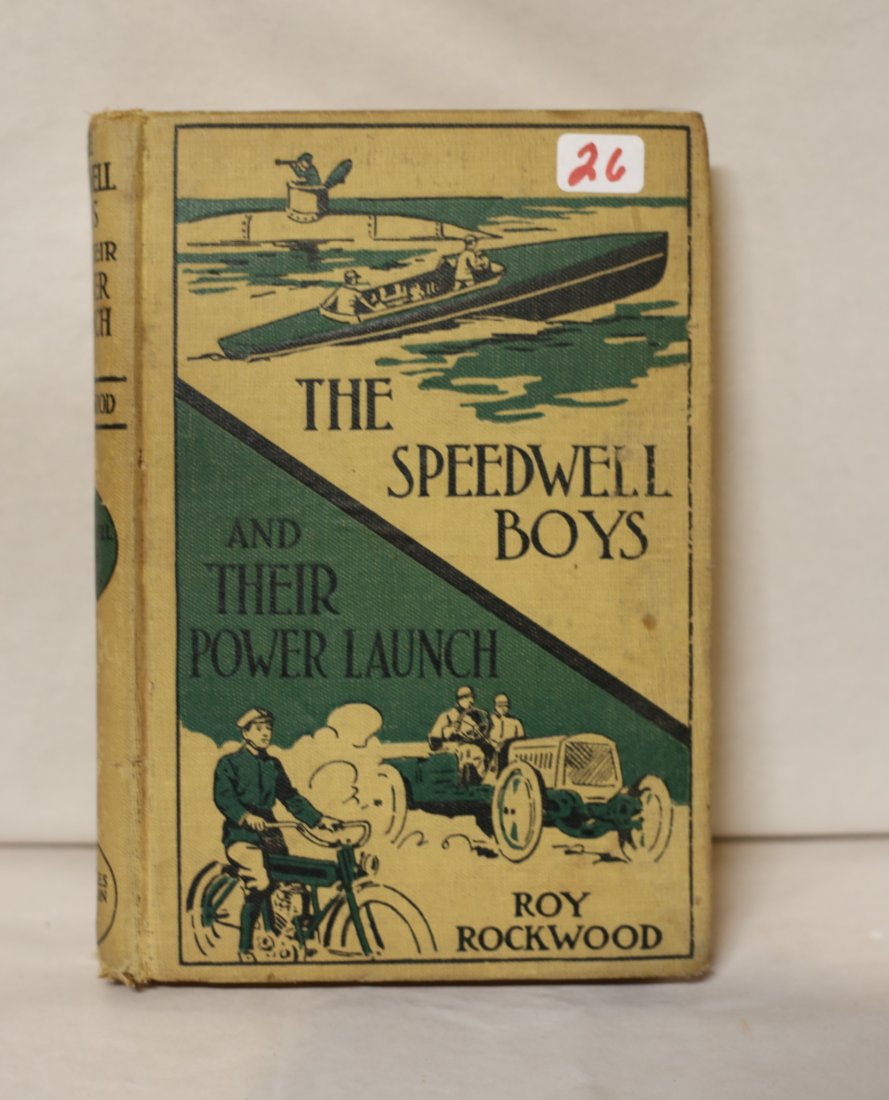 26
THE
SPEEDWELL
BOYS
AND
THEIR
POWER LAUNCH
ROY
ROCKWOOD